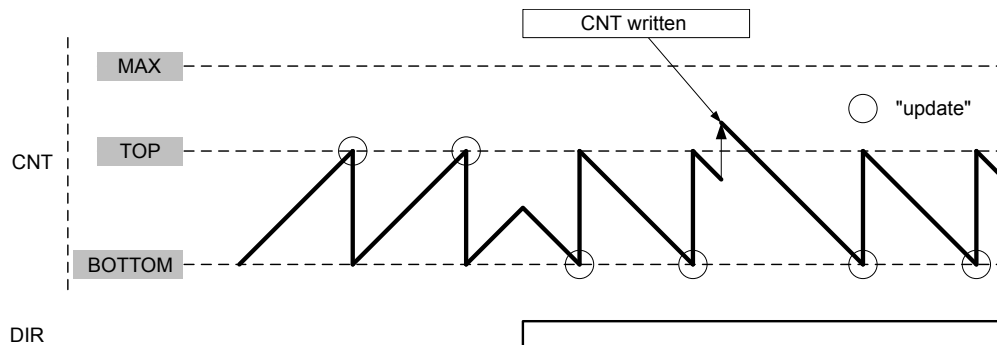 CNT written
MAX
"update"
CNT
TOP
BOTTOM
DIR